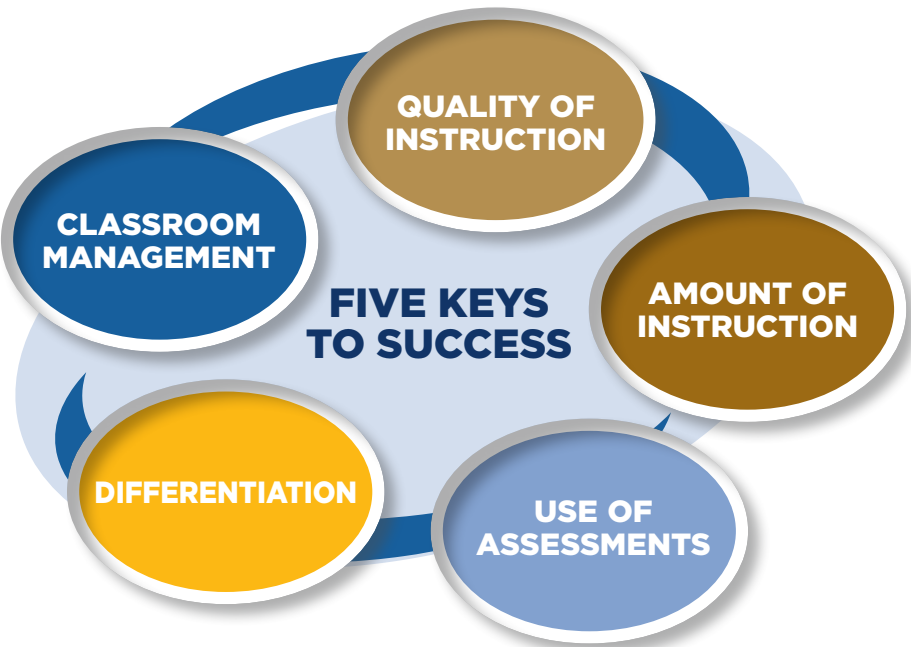 QUALITY OF
INSTRUCTION
CLASSROOM
MANAGEMENT
FIVE KEYS
TO SUCCESS
AMOUNT OF
INSTRUCTION
DIFFERENTIATION
USE OF
ASSESSMENTS